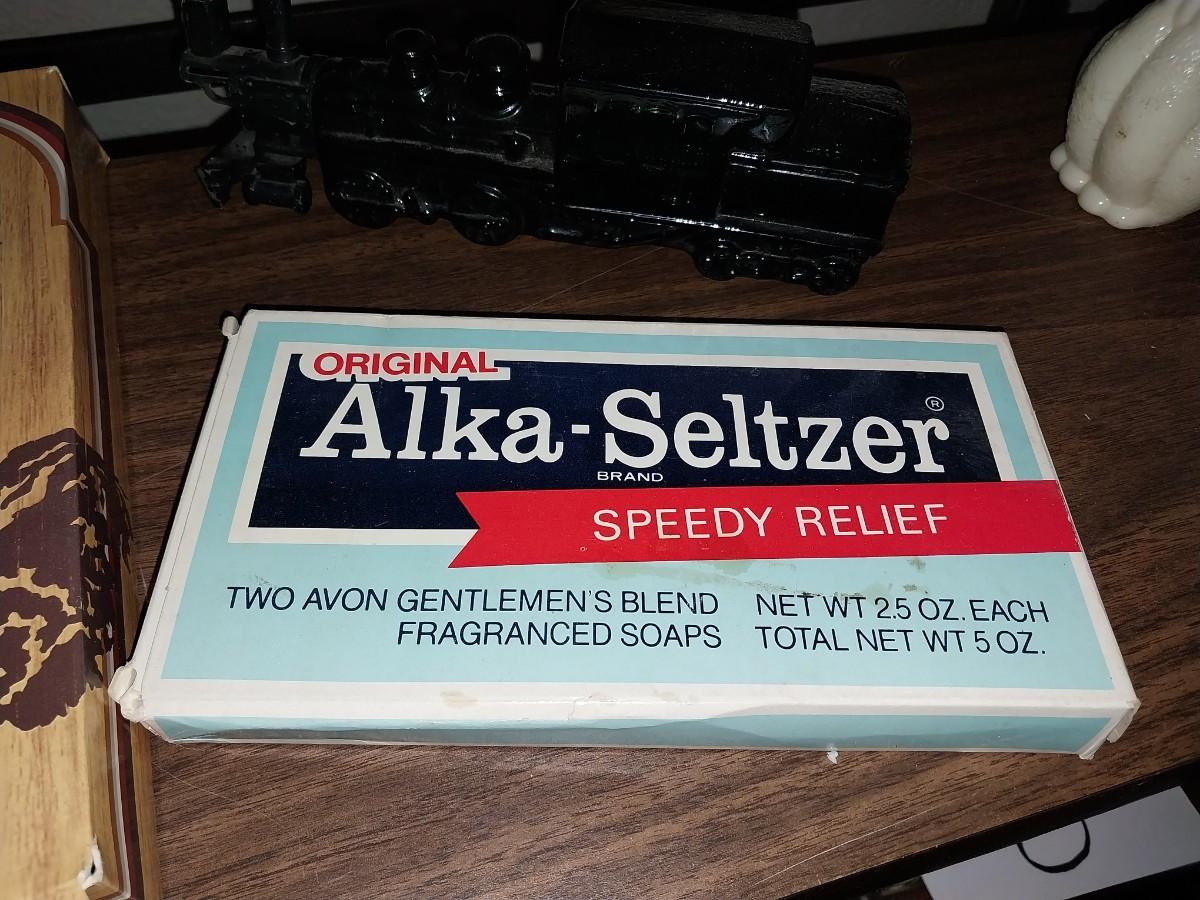 ORIGINAL
Alka-Seltzer®
BRAND
SPEEDY RELIEF
TWO AVON GENTLEMEN'S BLEND
FRAGRANCED SOAPS
NET WT 2.5 OZ. EACH
TOTAL NET WT 5 OZ.